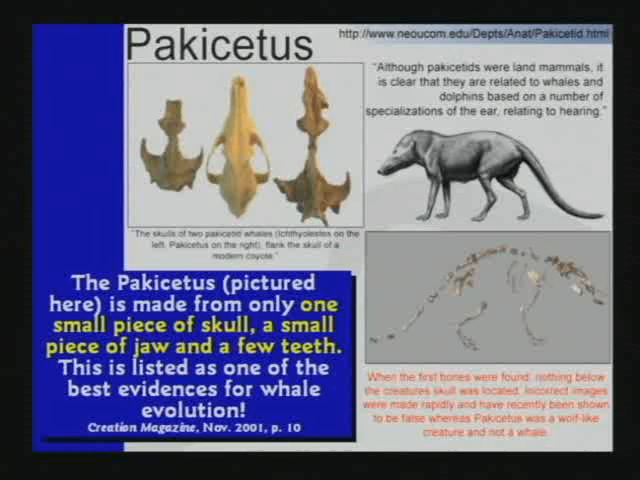 Pakicetus
http://www.neoucom.edu/Depts/Anat/Pakicetid.html
"Although pakicetids were land mammals, it
is clear that they are related to whales and
dolphins based on a number of
specializations of the ear, relating to hearing."
"The skulls of two pakicetid whales (Ichthyolestes on the
left. Pakicetus on the right), flank the skull of a
modern coyote."
The Pakicetus (pictured
here) is made from only one
small piece of skull, a small
piece of jaw and a few teeth.
This is listed as one of the
best evidences for whale
evolution!
Creation Magazine, Nov. 2001, p. 10
When the first bones were found, nothing below
the creatures skull was located. Incorrect images
were made rapidly and have recently been shown
to be false whereas Pakicetus was a wolf-like
creature and not a whale.